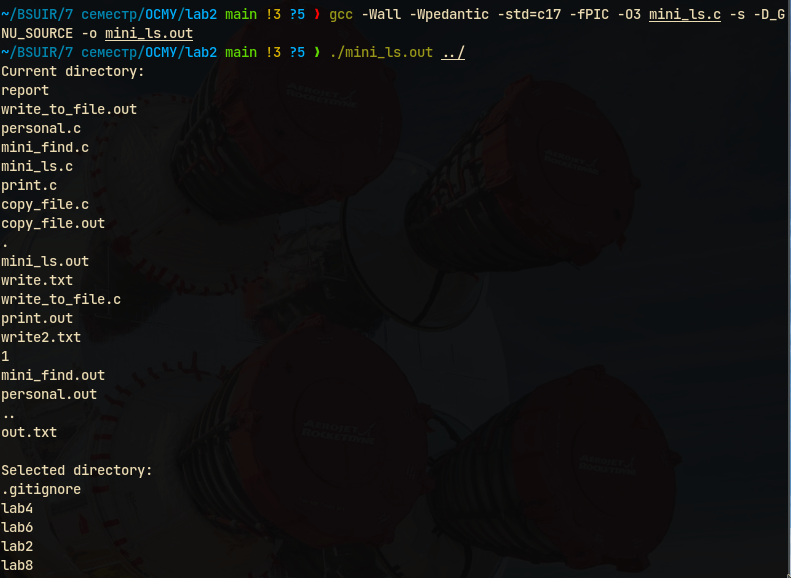 ~/BSUIR/7 семестр/OCMY/lab2 main !3 ?5 ❯ gcc -Wall -Wpedantic -std=c17 -fPIC -O3 mini_ls.c -s -D_G
NU_SOURCE -o mini_ls.out
~/BSUIR/7 семестр/OCMY/lab2 main !3 ?5 ❯ ./mini_ls.out ../
Current directory:
report
write_to_file.out
personal.c
mini_find.c
mini_ls.c
print.c
copy_file.c
copy_file.out
.
mini_ls.out
write.txt
write_to_file.c
print.out
write2.txt
1
mini_find.out
personal.out
..
out.txt

Selected directory:
.gitignore
lab4
lab6
lab2
lab8